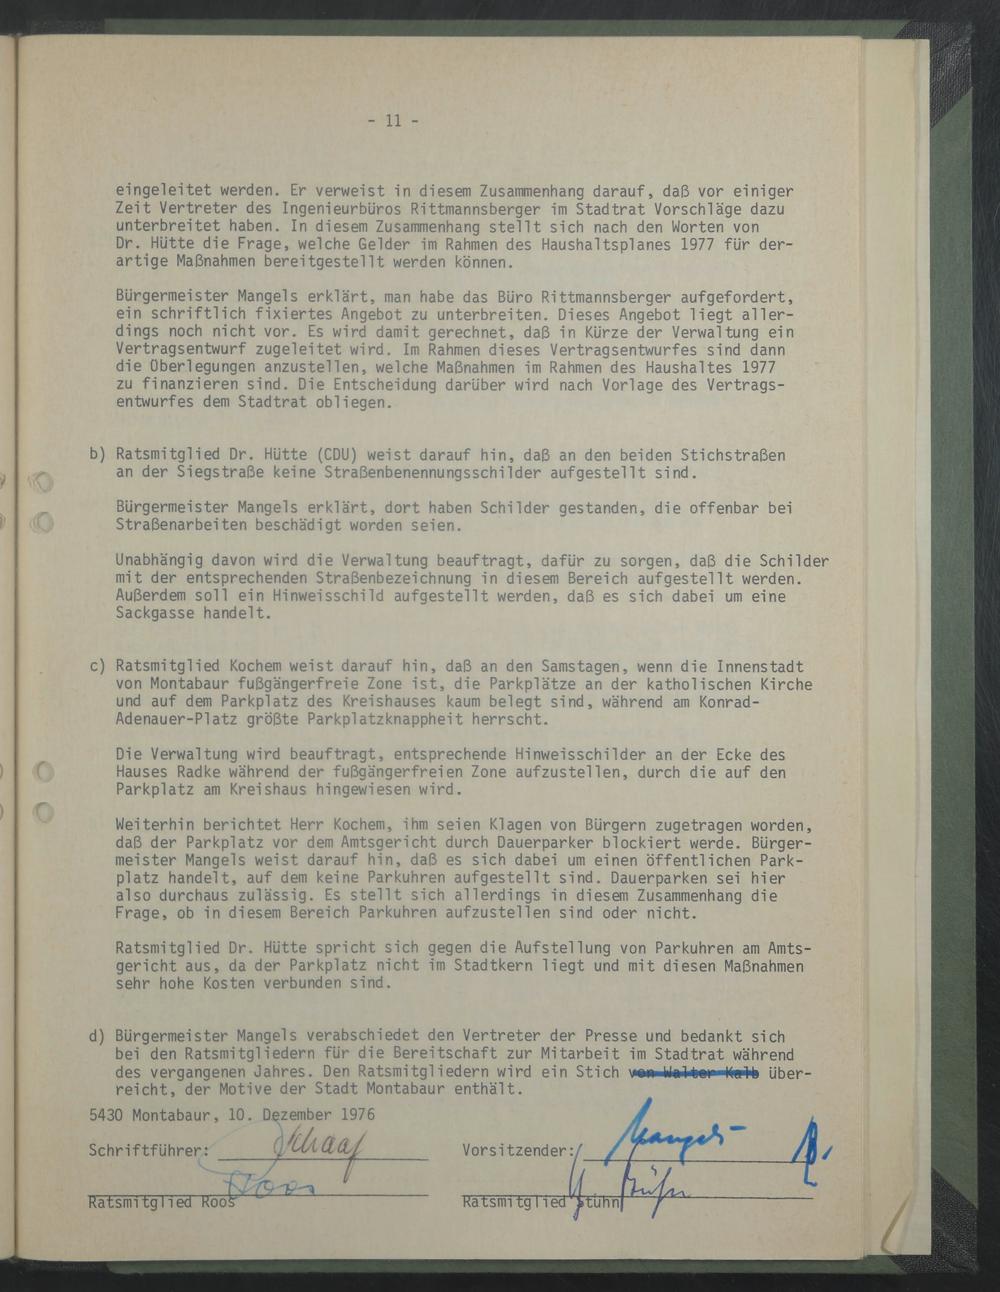 - 11 -
eingeleitet werden. Er verweist in diesem Zusammenhang darauf, daß vor einiger
Zeit Vertreter des Ingenieurbüros Rittmannsberger im Stadtrat Vorschläge dazu
unterbreitet haben. In diesem Zusammenhang stellt sich nach den Worten von
Dr. Hütte die Frage, welche Gelder im Rahmen des Haushaltsplanes 1977 für der-
artige Maßnahmen bereitgestellt werden können.
Bürgermeister Mangels erklärt, man habe das Büro Rittmannsberger aufgefordert,
ein schriftlich fixiertes Angebot zu unterbreiten. Dieses Angebot liegt aller-
dings noch nicht vor. Es wird damit gerechnet, daß in Kürze der Verwaltung ein
Vertragsentwurf zugeleitet wird. Im Rahmen dieses Vertragsentwurfes sind dann
die Oberlegungen anzustellen, welche Maßnahmen im Rahmen des Haushaltes 1977
zu finanzieren sind. Die Entscheidung darüber wird nach Vorlage des Vertrags-
entwurfes dem Stadtrat obliegen.
b) Ratsmitglied Dr. Hütte (CDU) weist darauf hin, daß an den beiden Stichstraßen
an der Siegstraße keine Straßenbenennungsschilder aufgestellt sind.
Bürgermeister Mangels erklärt, dort haben Schilder gestanden, die offenbar bei
Straßenarbeiten beschädigt worden seien.
Unabhängig davon wird die Verwaltung beauftragt, dafür zu sorgen, daß die Schilder
mit der entsprechenden Straßenbezeichnung in diesem Bereich aufgestellt werden.
Außerdem soll ein Hinweisschild aufgestellt werden, daß es sich dabei um eine
Sackgasse handelt.
c) Ratsmitglied Kochem weist darauf hin, daß an den Samstagen, wenn die Innenstadt
von Montabaur fußgängerfreie Zone ist, die Parkplätze an der katholischen Kirche
und auf dem Parkplatz des Kreishauses kaum belegt sind, während am Konrad-
Adenauer-Platz größte Parkplatzknappheit herrscht.
Die Verwaltung wird beauftragt, entsprechende Hinweisschilder an der Ecke des
Hauses Radke während der fußgängerfreien Zone aufzustellen, durch die auf den
Parkplatz am Kreishaus hingewiesen wird.
Weiterhin berichtet Herr Kochem, ihm seien Klagen von Bürgern zugetragen worden,
daß der Parkplatz vor dem Amtsgericht durch Dauerparker blockiert werde. Bürger-
meister Mangels weist darauf hin, daß es sich dabei um einen öffentlichen Park-
platz handelt, auf dem keine Parkuhren aufgestellt sind. Dauerparken sei hier
also durchaus zulässig. Es stellt sich allerdings in diesem Zusammenhang die
Frage, ob in diesem Bereich Parkuhren aufzustellen sind oder nicht.
Ratsmitglied Dr. Hütte spricht sich gegen die Aufstellung von Parkuhren am Amts-
gericht aus, da der Parkplatz nicht im Stadtkern liegt und mit diesen Maßnahmen
sehr hohe Kosten verbunden sind.
d) Bürgermeister Mangels verabschiedet den Vertreter der Presse und bedankt sich
bei den Ratsmitgliedern für die Bereitschaft zur Mitarbeit im Stadtrat während
des vergangenen Jahres. Den Ratsmitgliedern wird ein Stich von Walter Kalb über-
reicht, der Motive der Stadt Montabaur enthält.
5430 Montabaur, 10. Dezember 1976
Schriftführer: Schaaf Vorsitzender: Mangels
Roos
Ratsmitglied Roos Ratsmitglied Stühn